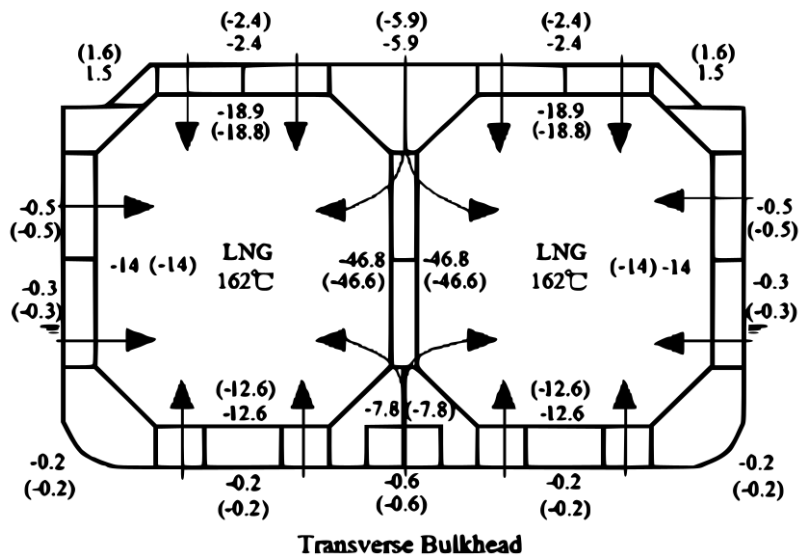 (-2.4) (-5.9) (-2.4)
(1.6) -2.4 -5.9 -2.4 (1.6)
1.5 1.5
-18.9 -18.9
(-18.8) (-18.8)
-0.5 -0.5
(-0.5) (-0.5)
LNG LNG
-14 (-14) -46.8 -46.8 (-14) -14
162℃ (-46.6) (-46.6) 162℃
-0.3 -0.3
(-0.3) (-0.3)
(-12.6) (-12.6)
-12.6 -7.8 (-7.8) -12.6
-0.2 -0.2
(-0.2) -0.2 -0.6 -0.2 (-0.2)
(-0.2) (-0.6) (-0.2)
Transverse Bulkhead